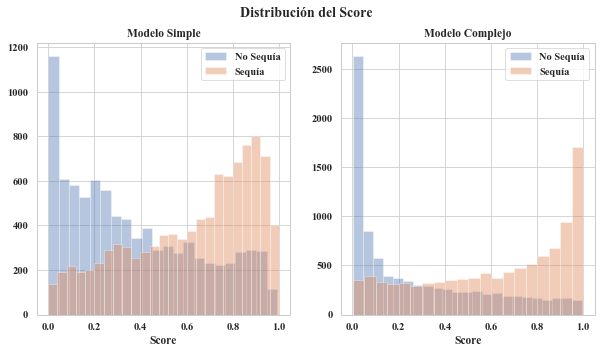 Distribución del Score
Modelo Simple
No Sequía
Sequía
1200
1000
800
600
400
200
0
0.0 0.2 0.4 0.6 0.8 1.0
Score
Modelo Complejo
No Sequía
Sequía
2500
2000
1500
1000
500
0
0.0 0.2 0.4 0.6 0.8 1.0
Score